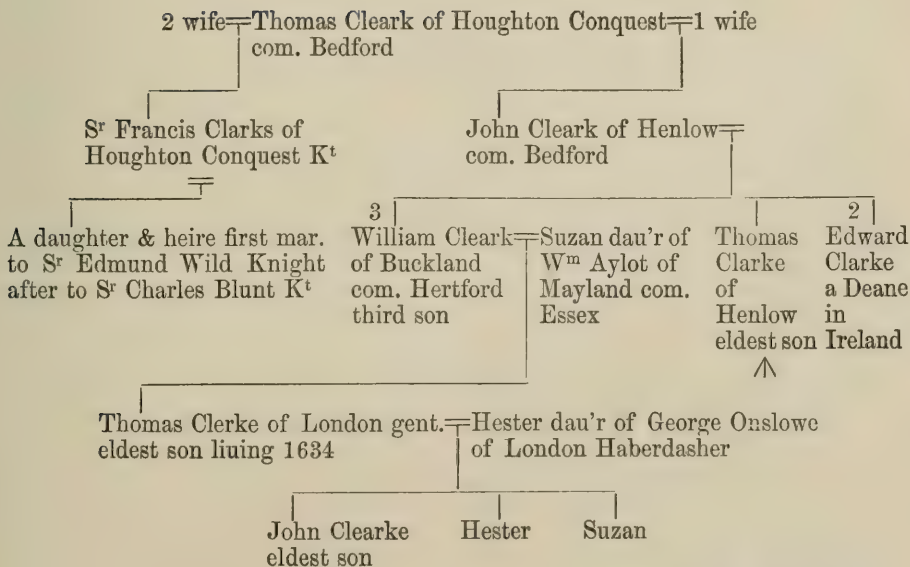 2 wife Thomas Cleark of Houghton Conquest 1 wife
com. Bedford
Sr Francis Clarks of
Houghton Conquest Kt
John Cleark of Henlow
com. Bedford
A daughter & heire first mar.
to Sr Edmund Wild Knight
after to Sr Charles Blunt Kt
3
William Cleark
of Buckland
com. Hertford
third son
Suzan dau'r of
Wm Aylot of
Mayland com.
Essex
Thomas
Clarke
of
Henlow
eldest son
2
Edward
Clarke
a Deane
in
Ireland
Thomas Clerke of London gent.
eldest son liuing 1634
Hester dau'r of George Onslowe
of London Haberdasher
John Clearke
eldest son
Hester
Suzan